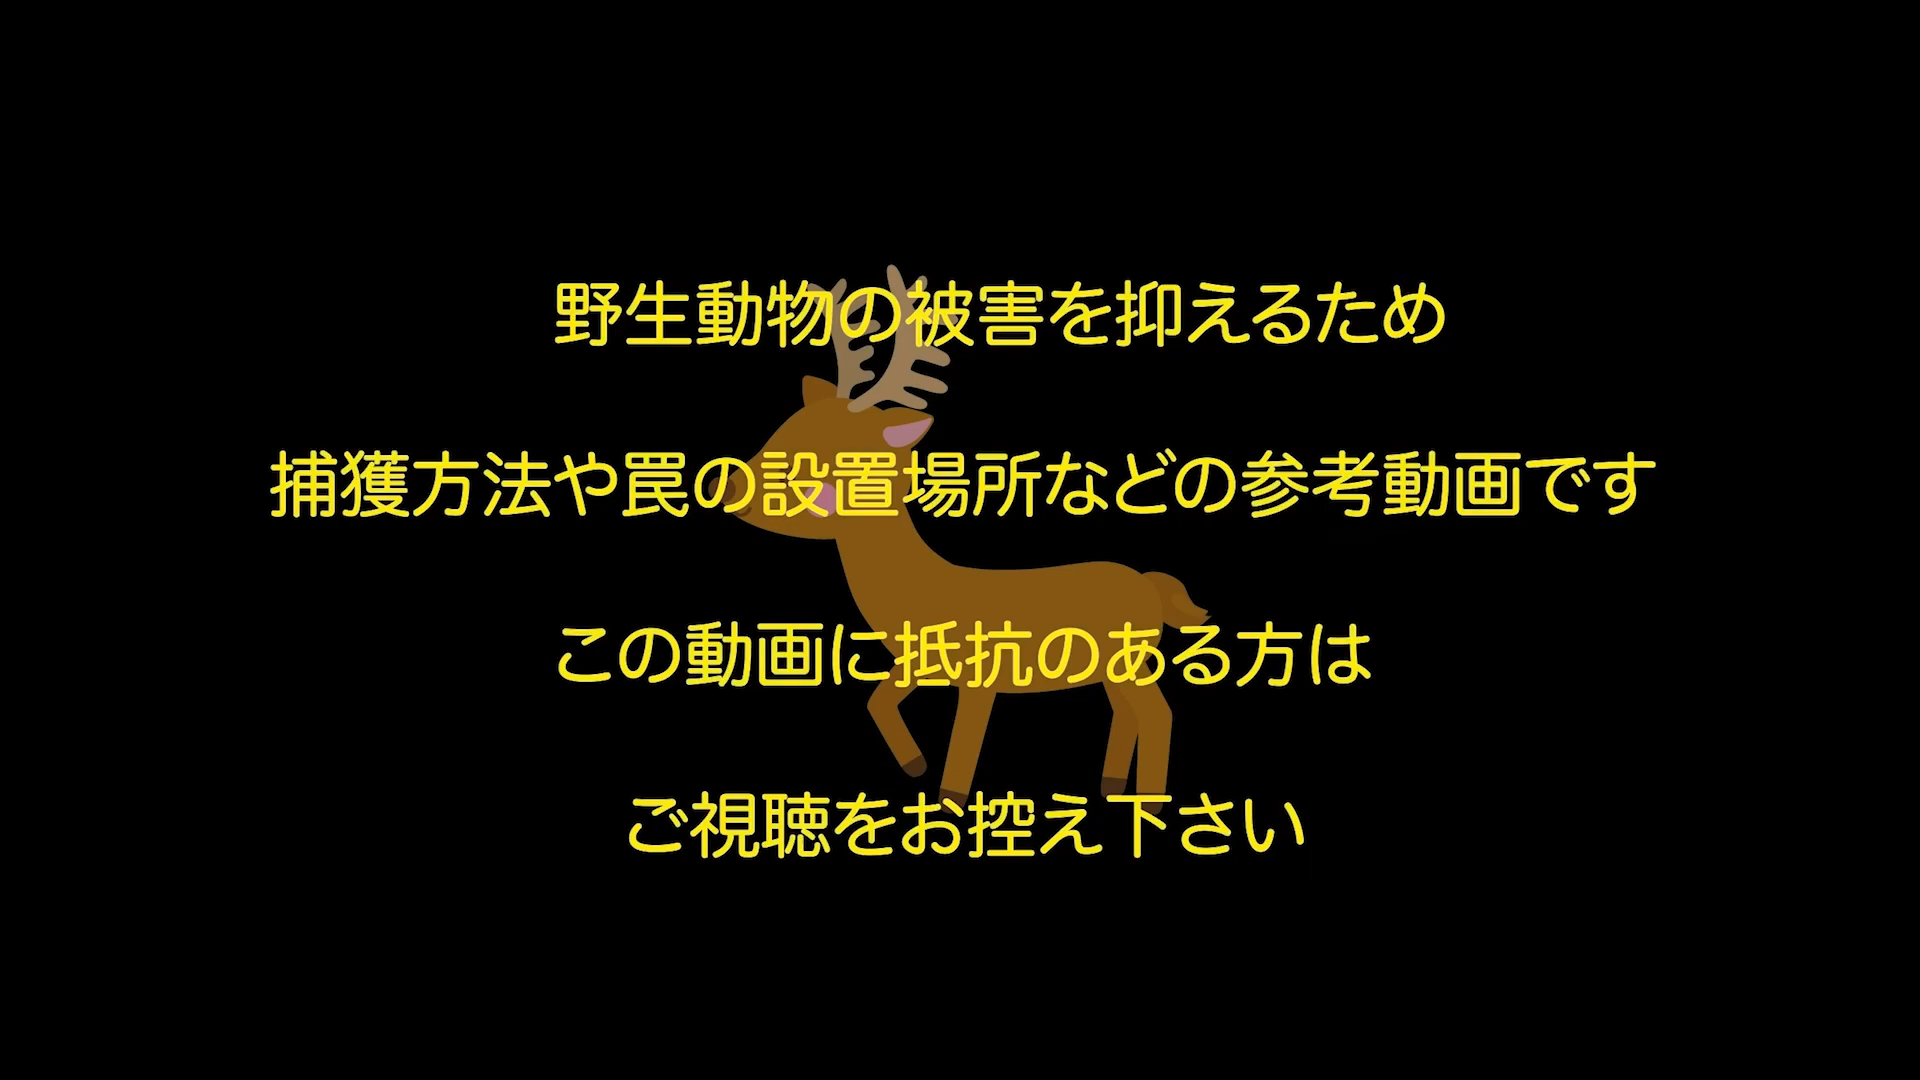 野生動物の被害を抑えるため
捕獲方法や罠の設置場所などの参考動画です
この動画に抵抗のある方は
ご視聴をお控え下さい